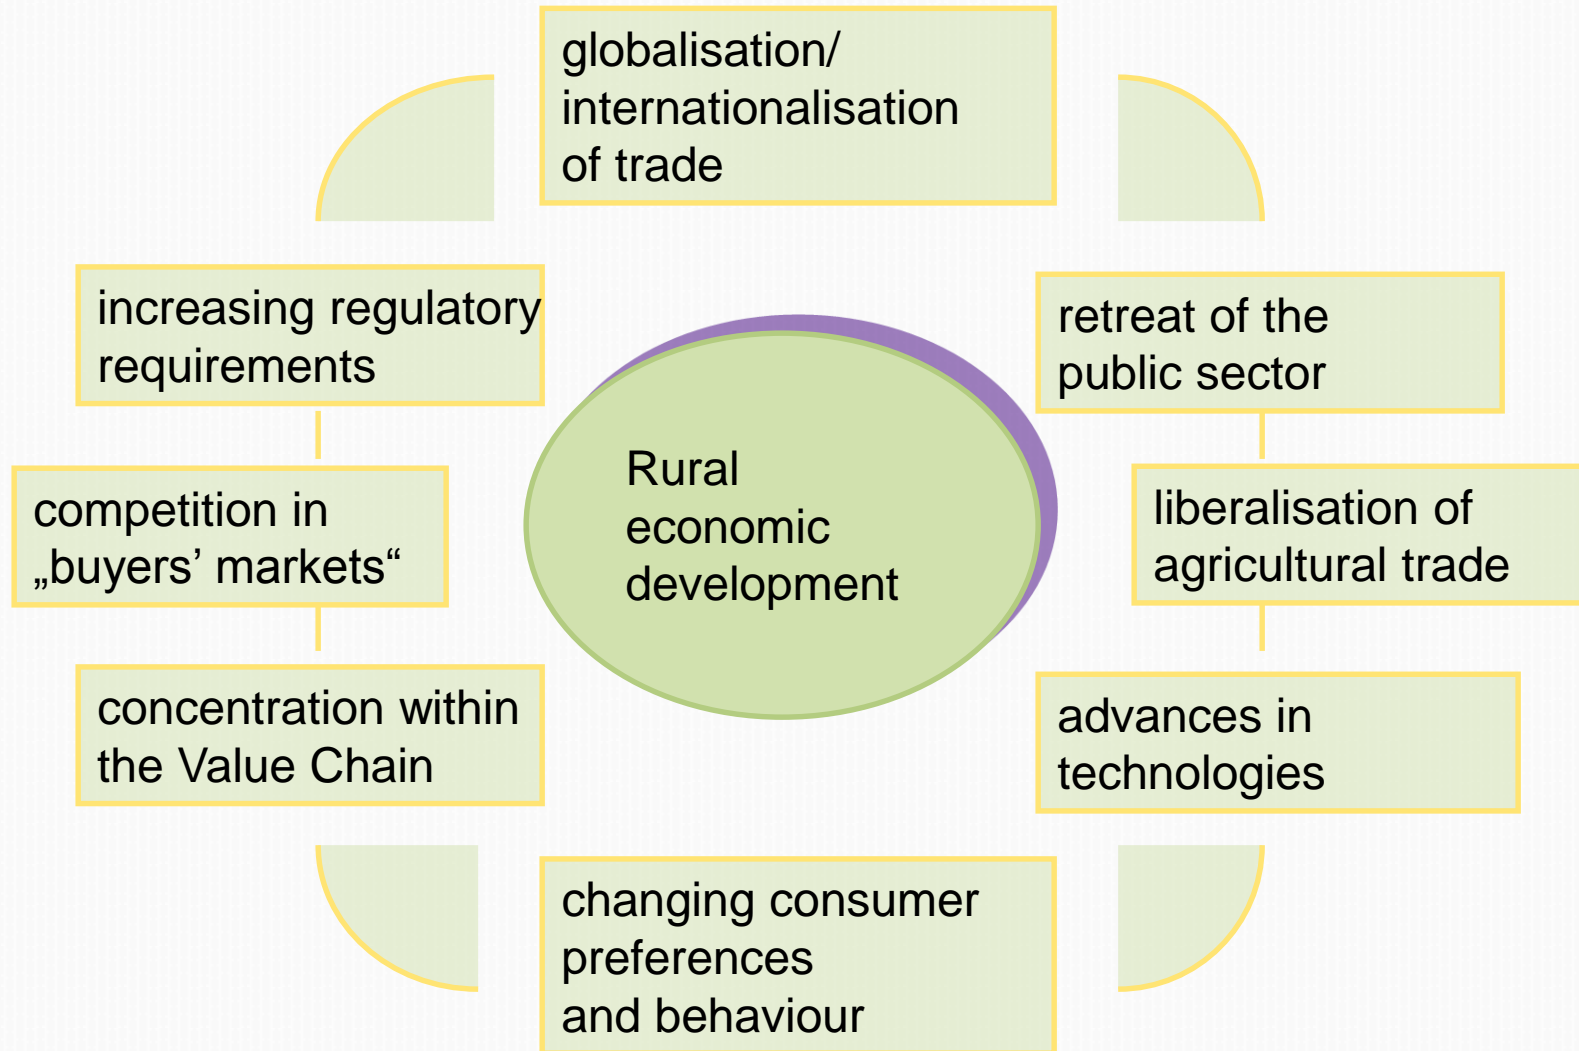 globalisation/
internationalisation
of trade
increasing regulatory
requirements
retreat of the
public sector
Rural
economic
development
competition in
„buyers’ markets“
liberalisation of
agricultural trade
concentration within
the Value Chain
advances in
technologies
changing consumer
preferences
and behaviour